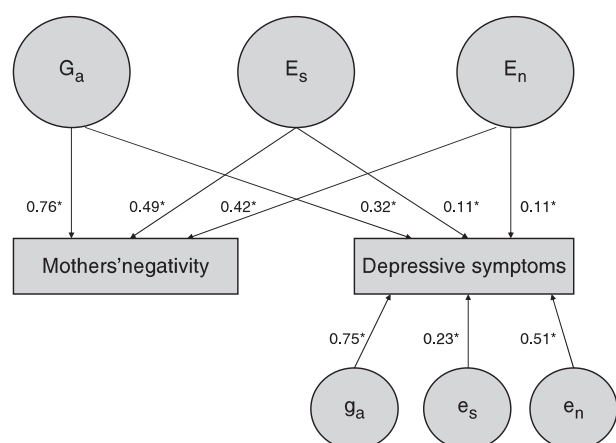 Ga
Es
En
0.76*
0.49*
0.42*
0.32*
0.11*
0.11*
Mothers'negativity
Depressive symptoms
0.75*
0.23*
0.51*
ga
es
en